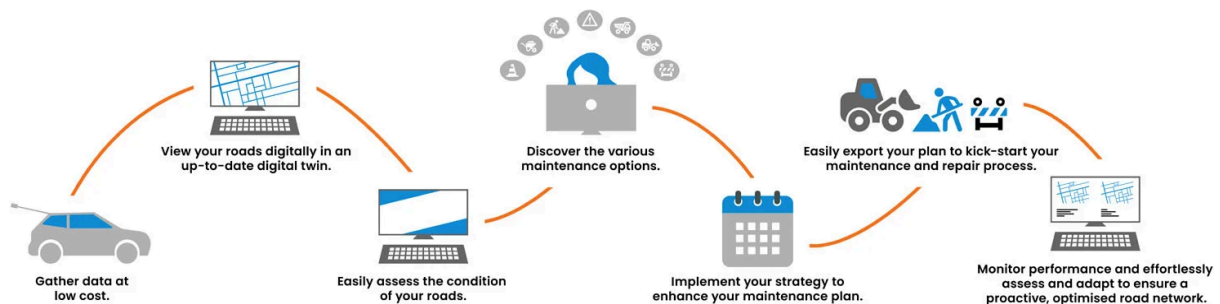 Gather data at
low cost.
View your roads digitally in an
up-to-date digital twin.
Easily assess the condition
of your roads.
Discover the various
maintenance options.
Implement your strategy to
enhance your maintenance plan.
Easily export your plan to kick-start your
maintenance and repair process.
Monitor performance and effortlessly
assess and adapt to ensure a
proactive, optimised road network.